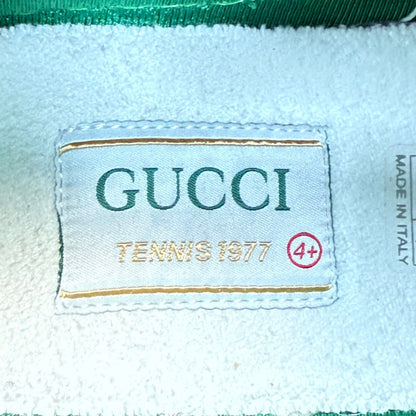 GUCCI
TENNIS 1977 4+
MADE IN ITALY